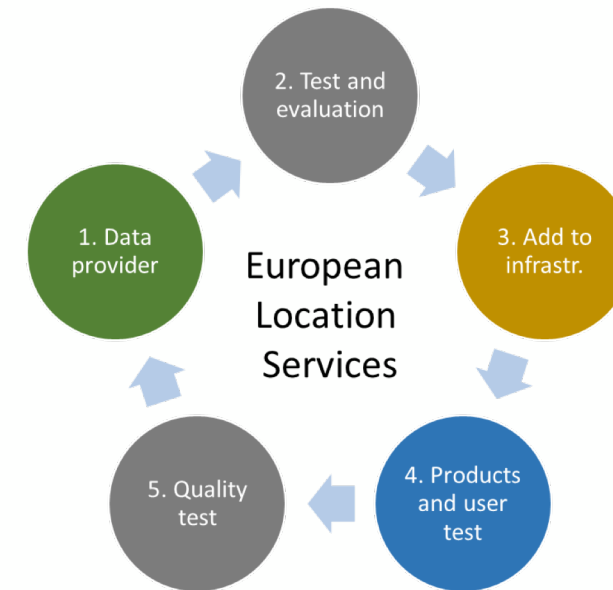 2. Test and
evaluation
1. Data
provider
3. Add to
infrastr.
European
Location
Services
5. Quality
test
4. Products
and user
test